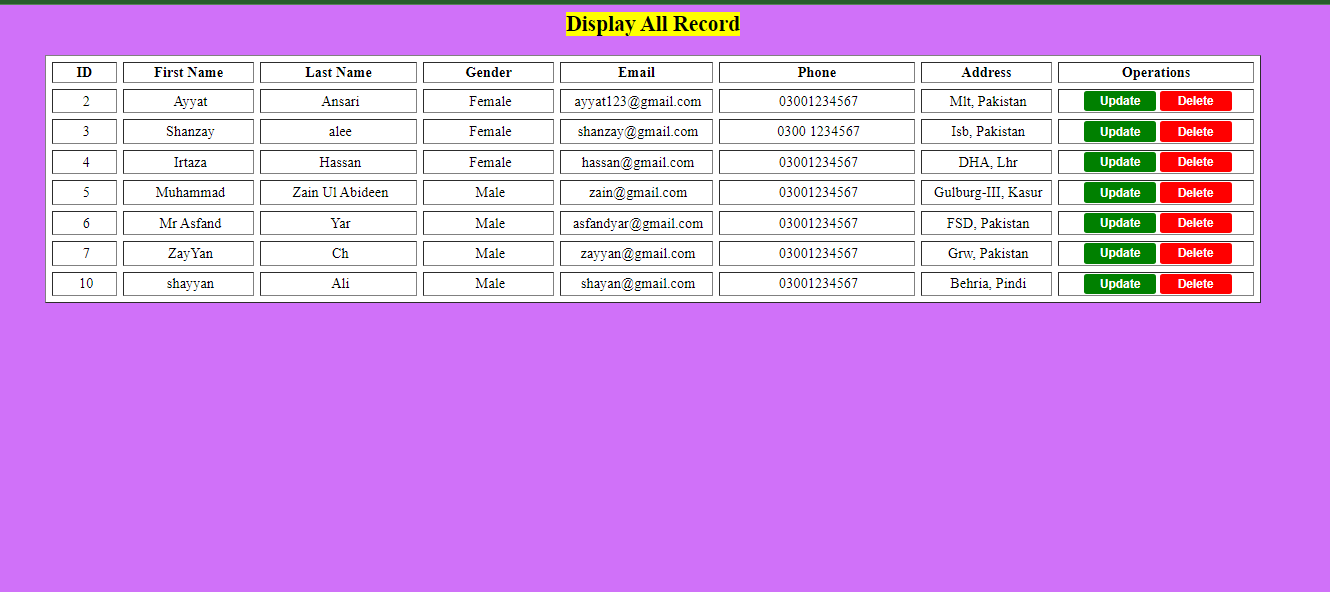 Display All Record
ID First Name Last Name Gender Email Phone Address Operations
2 Ayyat Ansari Female ayyat123@gmail.com 03001234567 Mlt, Pakistan Update Delete
3 Shanzay alee Female shanzay@gmail.com 0300 1234567 Isb, Pakistan Update Delete
4 Irtaza Hassan Female hassan@gmail.com 03001234567 DHA, Lhr Update Delete
5 Muhammad Zain Ul Abideen Male zain@gmail.com 03001234567 Gulburg-III, Kasur Update Delete
6 Mr Asfand Yar Male asfandyar@gmail.com 03001234567 FSD, Pakistan Update Delete
7 ZayYan Ch Male zayyan@gmail.com 03001234567 Grw, Pakistan Update Delete
10 shayyan Ali Male shayan@gmail.com 03001234567 Behria, Pindi Update Delete